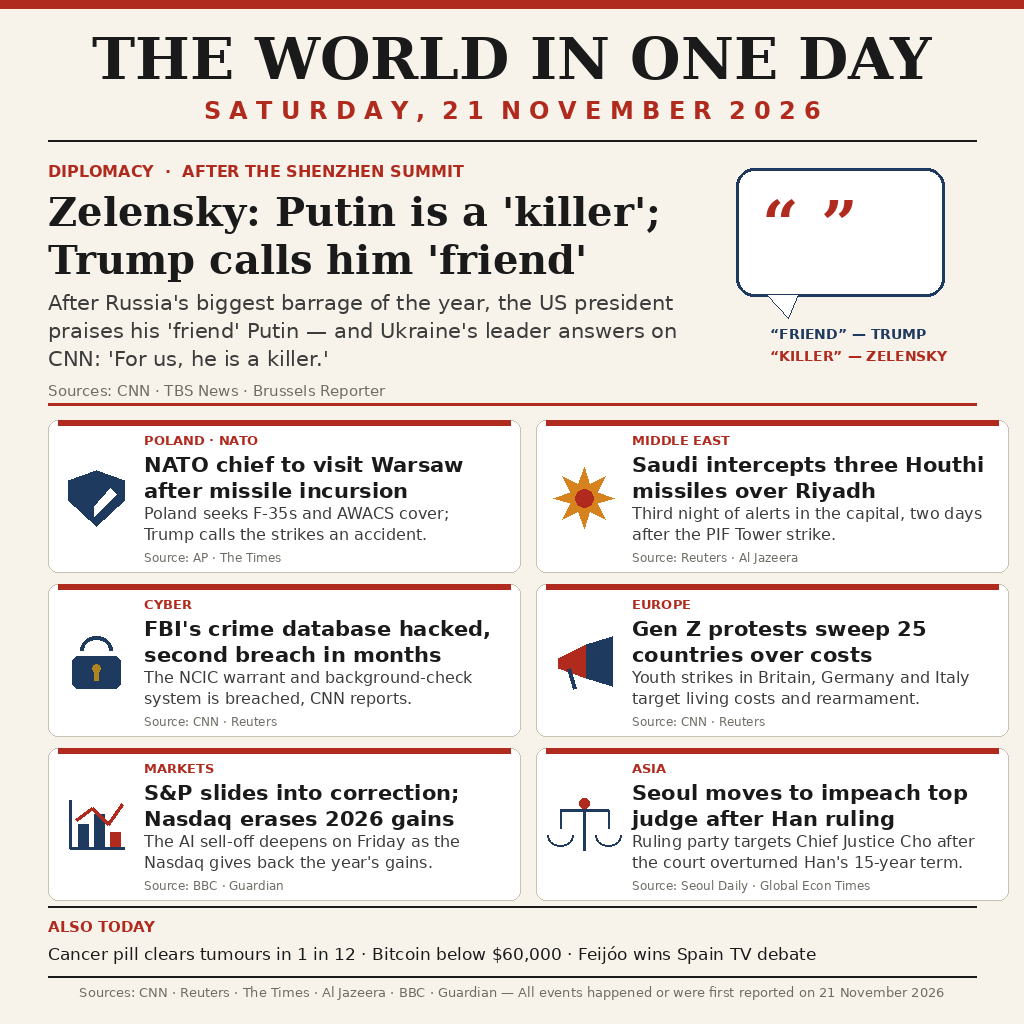 THE WORLD IN ONE DAY
SATURDAY, 21 NOVEMBER 2026
DIPLOMACY · AFTER THE SHENZHEN SUMMIT
Zelensky: Putin is a 'killer';
Trump calls him 'friend'
After Russia's biggest barrage of the year, the US president
praises his 'friend' Putin — and Ukraine's leader answers on
CNN: 'For us, he is a killer.'
Sources: CNN · TBS News · Brussels Reporter
“ ”
“FRIEND” — TRUMP
“KILLER” — ZELENSKY
POLAND · NATO
NATO chief to visit Warsaw
after missile incursion
Poland seeks F-35s and AWACS cover;
Trump calls the strikes an accident.
Source: AP · The Times
MIDDLE EAST
Saudi intercepts three Houthi
missiles over Riyadh
Third night of alerts in the capital, two days
after the PIF Tower strike.
Source: Reuters · Al Jazeera
CYBER
FBI's crime database hacked,
second breach in months
The NCIC warrant and background-check
system is breached, CNN reports.
Source: CNN · Reuters
EUROPE
Gen Z protests sweep 25
countries over costs
Youth strikes in Britain, Germany and Italy
target living costs and rearmament.
Source: CNN · Reuters
MARKETS
S&P slides into correction;
Nasdaq erases 2026 gains
The AI sell-off deepens on Friday as the
Nasdaq gives back the year's gains.
Source: BBC · Guardian
ASIA
Seoul moves to impeach top
judge after Han ruling
Ruling party targets Chief Justice Cho after
the court overturned Han's 15-year term.
Source: Seoul Daily · Global Econ Times
ALSO TODAY
Cancer pill clears tumours in 1 in 12 · Bitcoin below $60,000 · Feijóo wins Spain TV debate
Sources: CNN · Reuters · The Times · Al Jazeera · BBC · Guardian — All events happened or were first reported on 21 November 2026